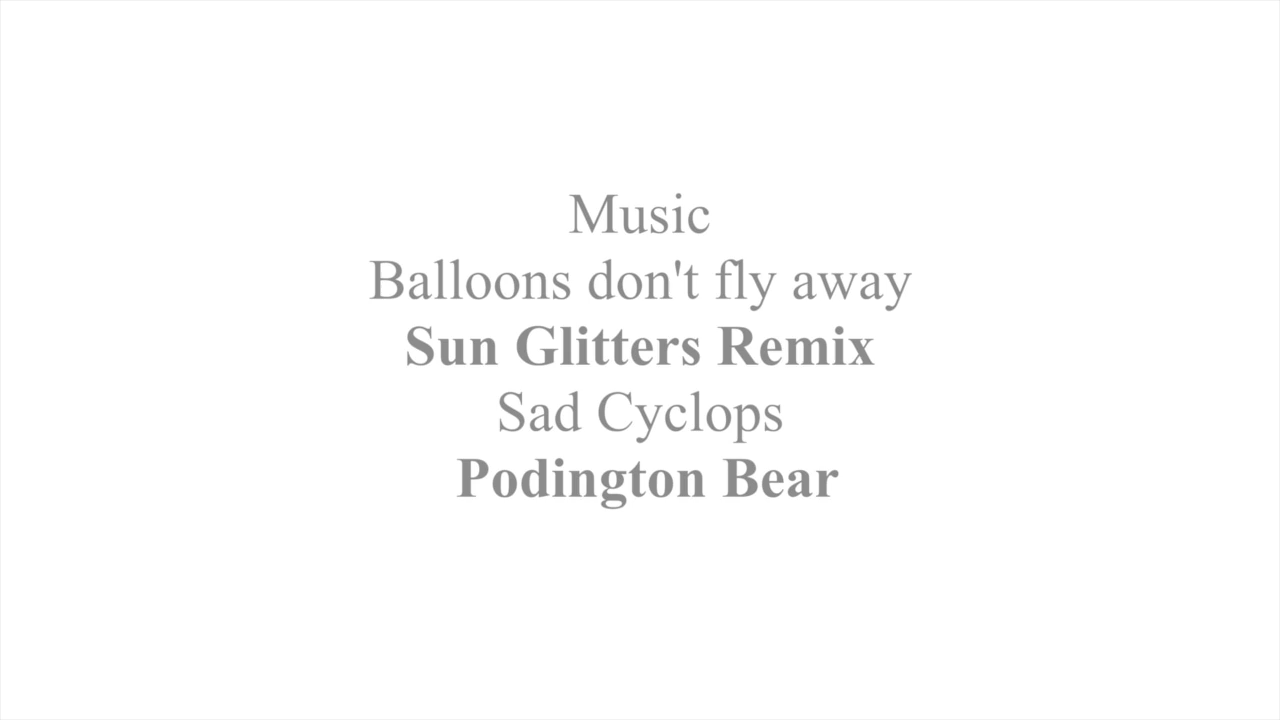 Music
Balloons don't fly away
Sun Glitters Remix
Sad Cyclops
Podington Bear